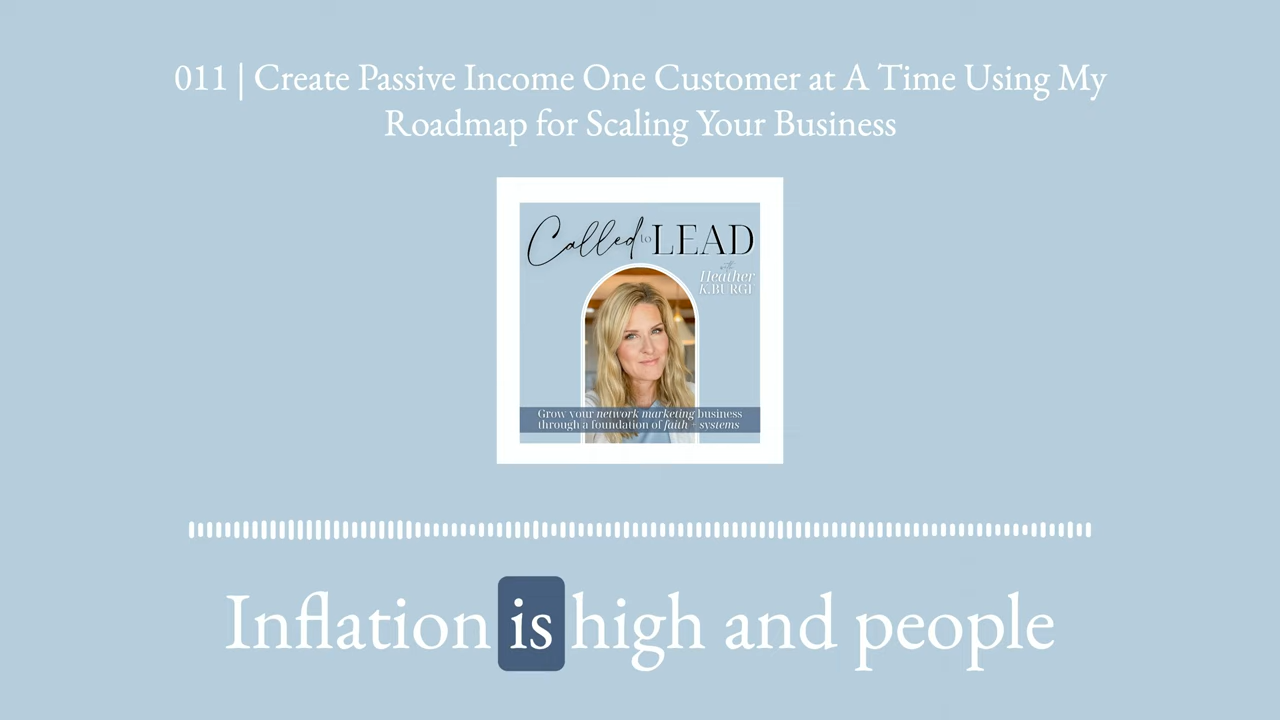 011 | Create Passive Income One Customer at A Time Using My
Roadmap for Scaling Your Business
Called to LEAD
with
Heather
K.BURGE
Grow your network marketing business
through a foundation of faith + systems
Inflation is high and people